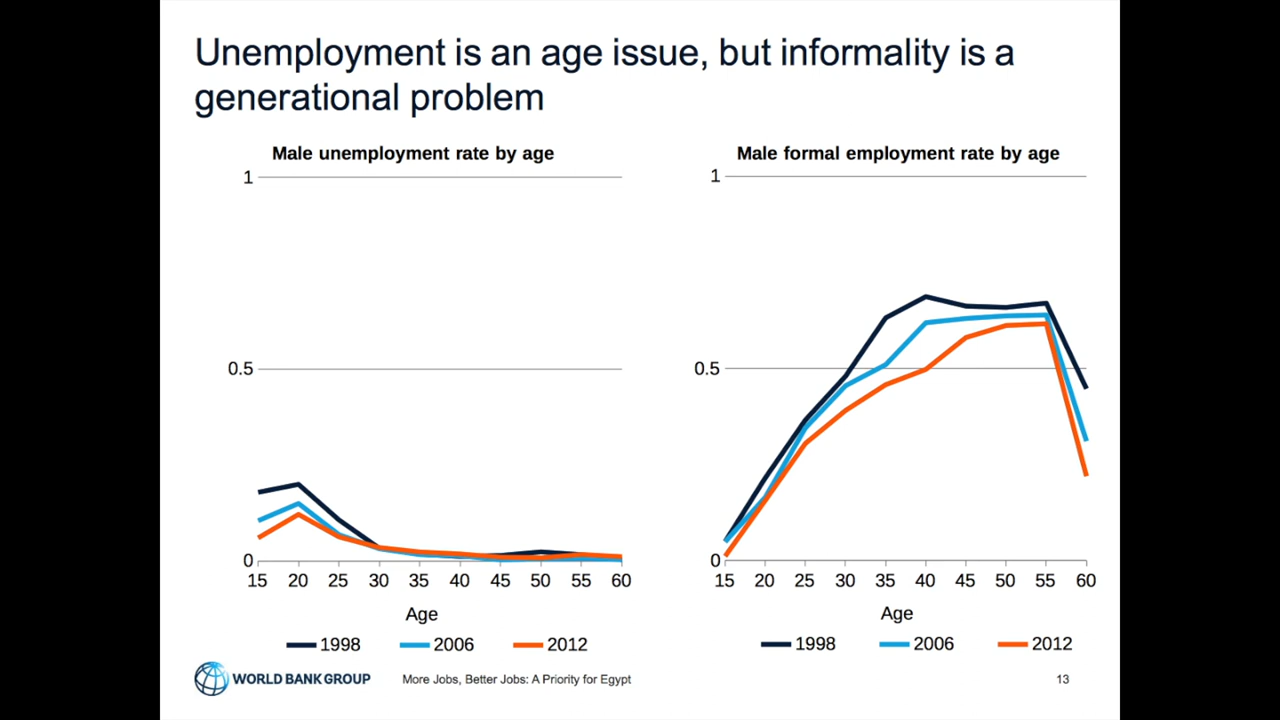 Unemployment is an age issue, but informality is a
generational problem
Male unemployment rate by age
1
0.5
0
15 20 25 30 35 40 45 50 55 60
Age
1998 2006 2012
Male formal employment rate by age
1
0.5
0
15 20 25 30 35 40 45 50 55 60
Age
1998 2006 2012
WORLD BANK GROUP
More Jobs, Better Jobs: A Priority for Egypt
13